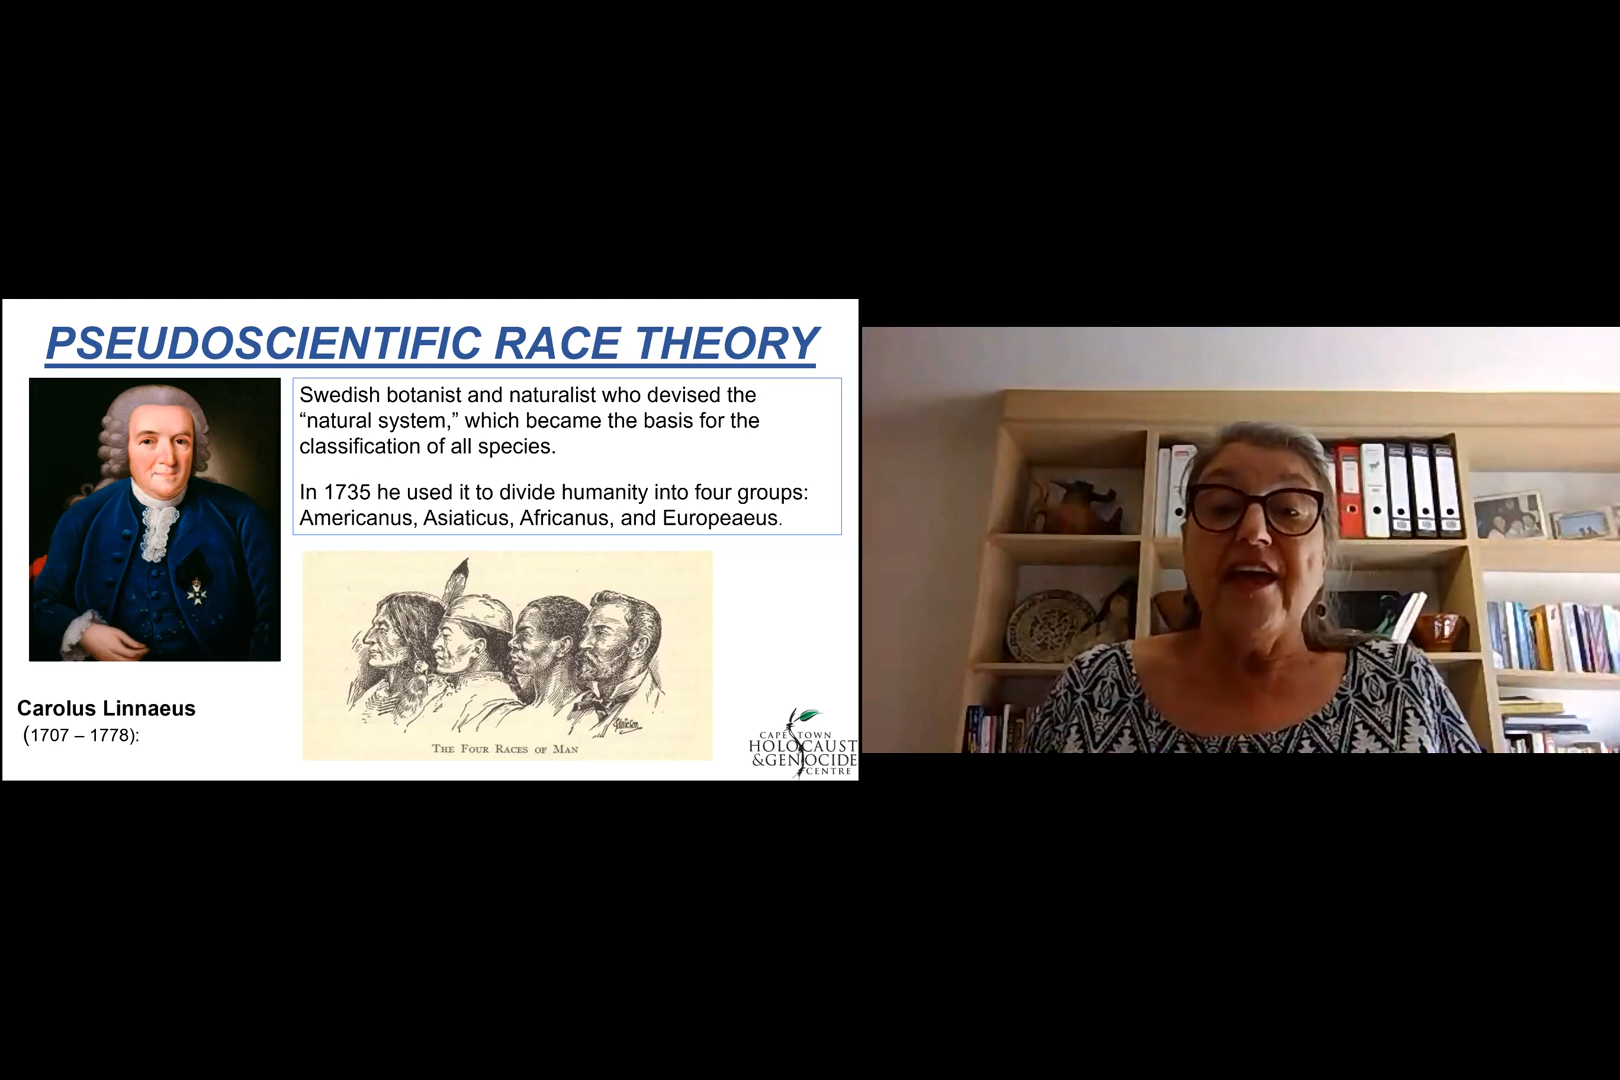 PSEUDOSCIENTIFIC RACE THEORY
Swedish botanist and naturalist who devised the
“natural system,” which became the basis for the
classification of all species.
In 1735 he used it to divide humanity into four groups:
Americanus, Asiaticus, Africanus, and Europeaeus.
Carolus Linnaeus
(1707 – 1778):
THE FOUR RACES OF MAN
CAPE TOWN
HOLOCAUST
&GENOCIDE
CENTRE